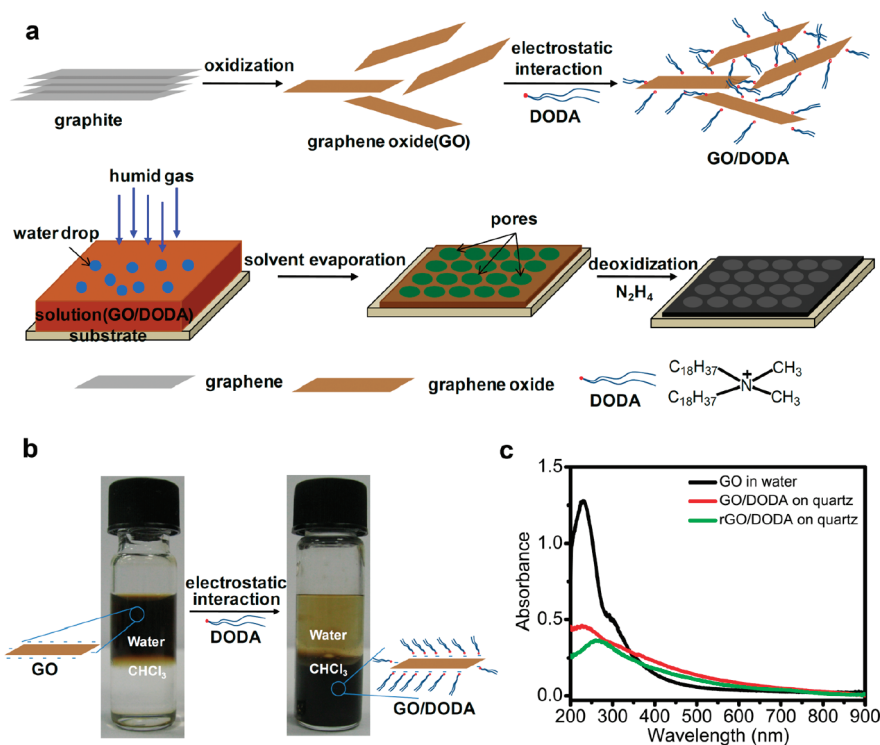 a
oxidization
electrostatic
interaction
DODA
graphite
graphene oxide(GO)
GO/DODA
humid gas
water drop
solvent evaporation
pores
deoxidization
N₂H₄
solution(GO/DODA)
substrate
graphene
graphene oxide
DODA
C₁₈H₃₇
CH₃
+
N
C₁₈H₃₇
CH₃
b
electrostatic
interaction
DODA
Water
CHCl₃
GO
Water
CHCl₃
GO/DODA
c
1.5
1.0
0.5
0.0
Absorbance
GO in water
GO/DODA on quartz
rGO/DODA on quartz
200 300 400 500 600 700 800 900
Wavelength (nm)